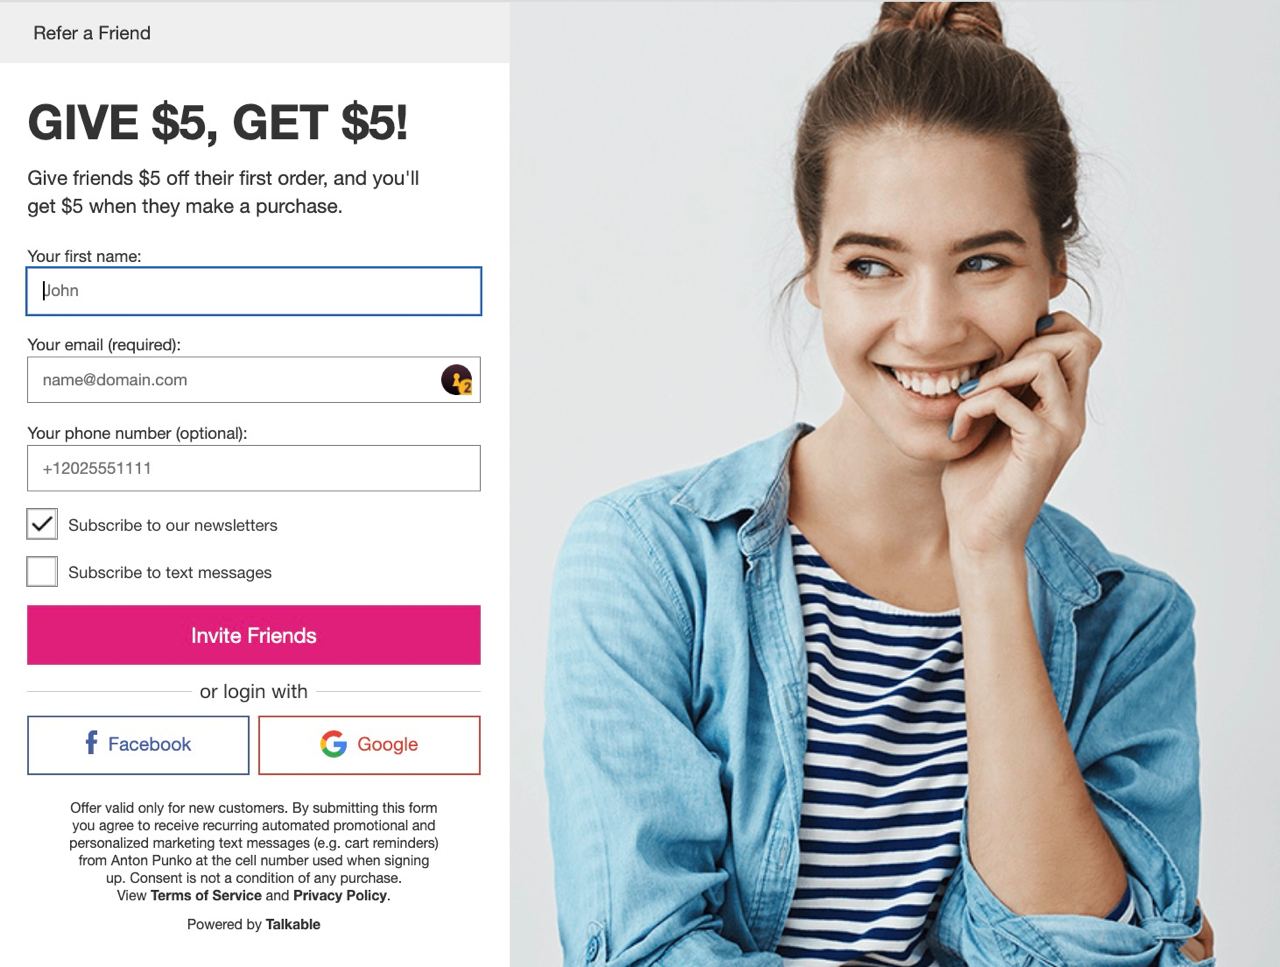 Refer a Friend
GIVE $5, GET $5!
Give friends $5 off their first order, and you'll
get $5 when they make a purchase.
Your first name:
John
Your email (required):
name@domain.com
2
Your phone number (optional):
+12025551111
Subscribe to our newsletters
Subscribe to text messages
Invite Friends
or login with
Facebook
Google
Offer valid only for new customers. By submitting this form
you agree to receive recurring automated promotional and
personalized marketing text messages (e.g. cart reminders)
from Anton Punko at the cell number used when signing
up. Consent is not a condition of any purchase.
View Terms of Service and Privacy Policy.
Powered by Talkable